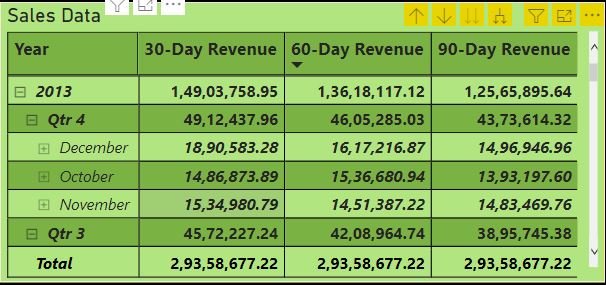 Sales Data
Year 30-Day Revenue 60-Day Revenue 90-Day Revenue
2013 1,49,03,758.95 1,36,18,117.12 1,25,65,895.64
Qtr 4 49,12,437.96 46,05,285.03 43,73,614.32
December 18,90,583.28 16,17,216.87 14,96,946.96
October 14,86,873.89 15,36,680.94 13,93,197.60
November 15,34,980.79 14,51,387.22 14,83,469.76
Qtr 3 45,72,227.24 42,08,964.74 38,95,745.38
Total 2,93,58,677.22 2,93,58,677.22 2,93,58,677.22